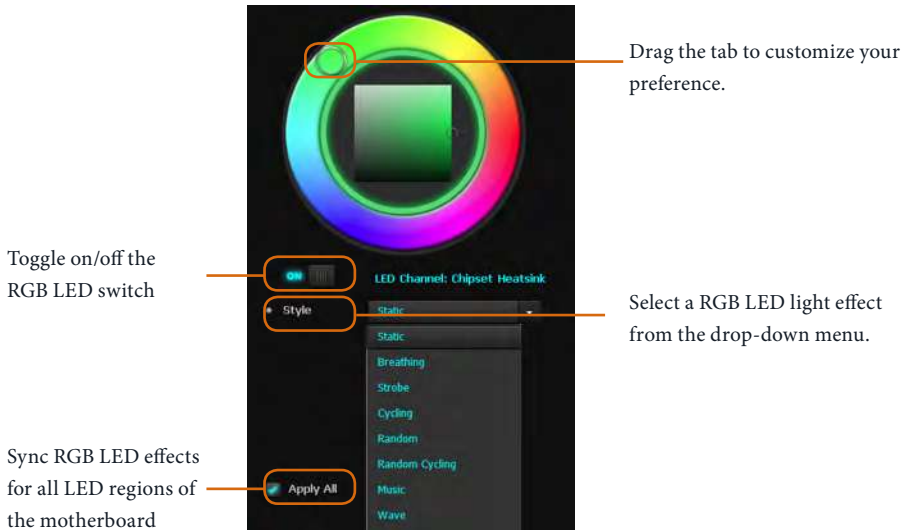 Drag the tab to customize your
preference.
Toggle on/off the
RGB LED switch
ON
LED Channel: Chipset Heatsink
Style
Static
Select a RGB LED light effect
from the drop-down menu.
Static
Breathing
Strobe
Cycling
Random
Random Cycling
Sync RGB LED effects
for all LED regions of
the motherboard
Apply All
Music
Wave